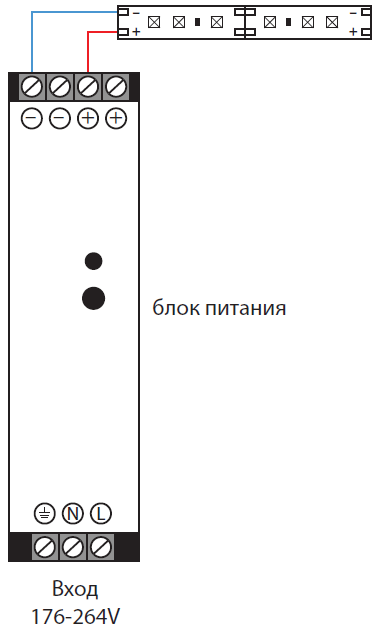 − −
+ +
− − + +
блок питания
N L
Вход
176-264V